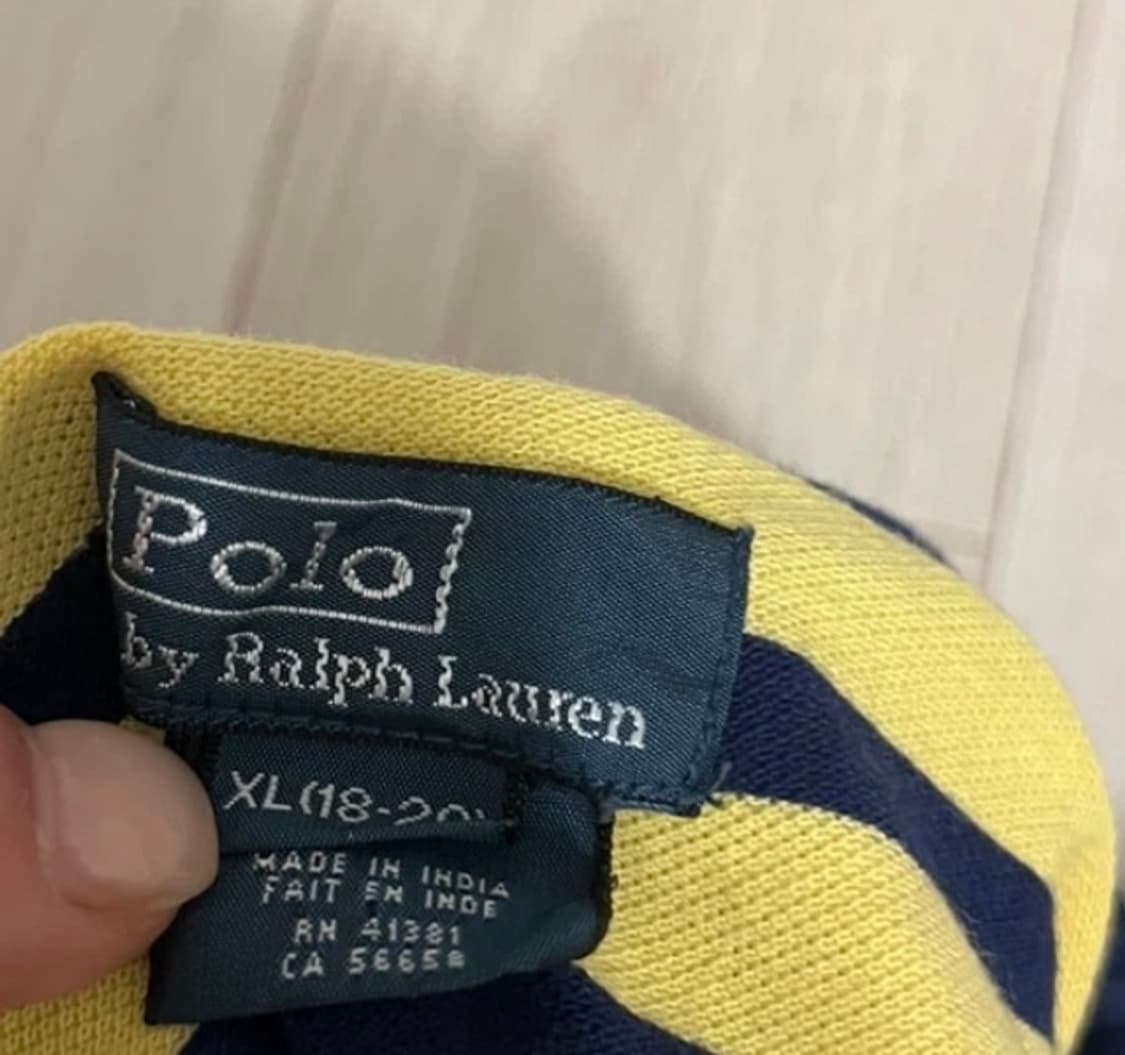 Polo
by Ralph Lauren
XL(18-20)
MADE IN INDIA
FAIT EN INDE
RN 41381
CA 56658